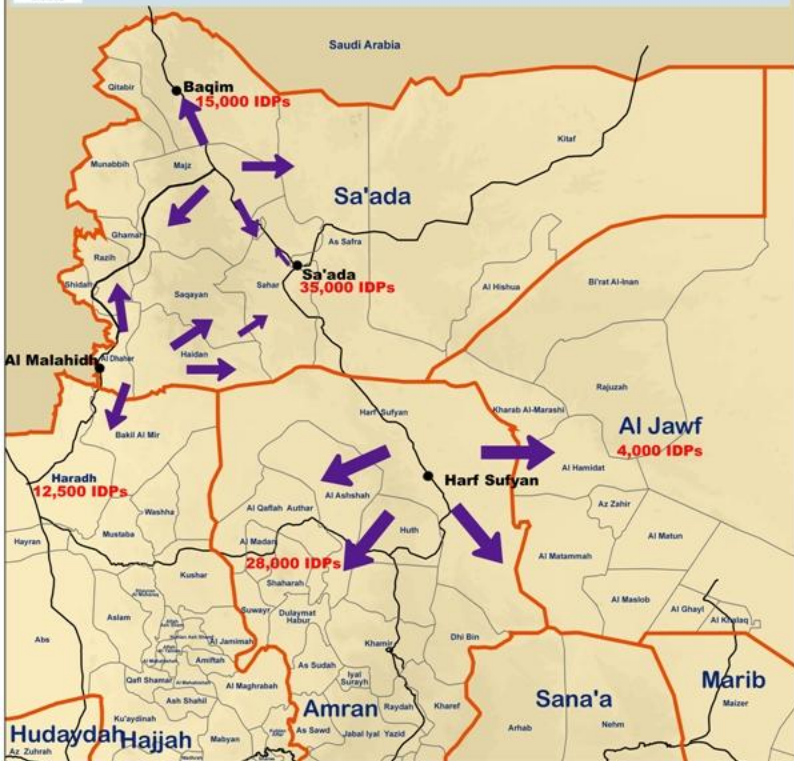 Saudi Arabia
Qitabir
Baqim
15,000 IDPs
Kitaf
Munabbih
Majz
Sa'ada
Ghamar
As Safra
Razih
Sa'ada
35,000 IDPs
Shidah
Saqayan
Sahar
Al Hishua
Bi'rat Al-Inan
Al Malahidh
Al Dhaher
Haidan
Rajuzah
Harf Sufyan
Kharab Al-Marashi
Al Jawf
4,000 IDPs
Bakil Al Mir
Al Hamidat
Haradh
12,500 IDPs
Harf Sufyan
Al Ashshah
Az Zahir
Washha
Al Qaflah Authar
Huth
Mustaba
Al Matun
Hayran
Al Madan
Al Matammah
28,000 IDPs
Kushar
Shaharah
Al Maslob
Aslam
Suwayr
Dulaymat
Habur
Al Ghayl
Al Khalaq
Abs
Al Jamimah
Khamir
Dhi Bin
Amiftah
As Sudah
Iyal
Surayh
Qafl Shamar
Al Maghrabah
Marib
Ash Shahil
Sana'a
Maizer
Amran
Raydah
Kharef
Ku'aydinah
Hudaydah
Hajjah
Mabyan
As Sawd
Jabal Iyal Yazid
Arhab
Nehm
Az Zuhrah